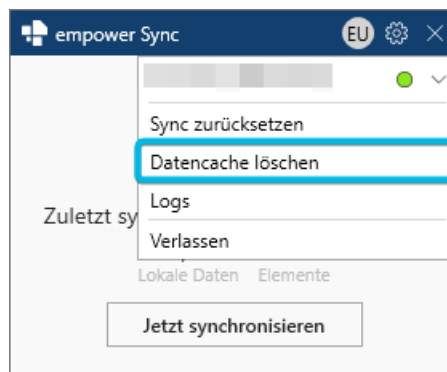 empower Sync EU
Sync zurücksetzen
Datencache löschen
Logs
Zuletzt sy
Verlassen
Lokale Daten Elemente
Jetzt synchronisieren